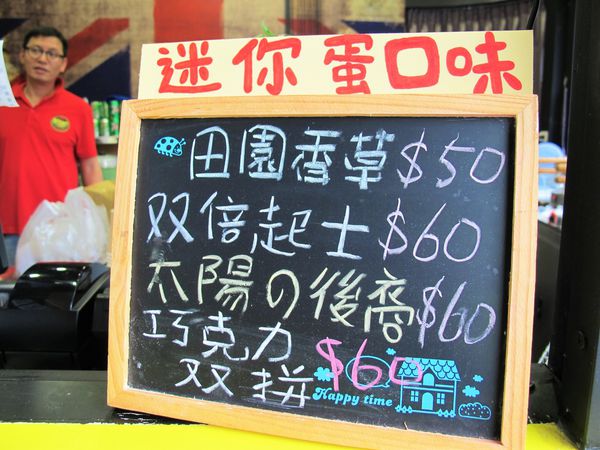 迷你蛋口味
田園香草$50
双倍起士$60
太陽の後裔$60
巧克力
双拼$60
Happy time